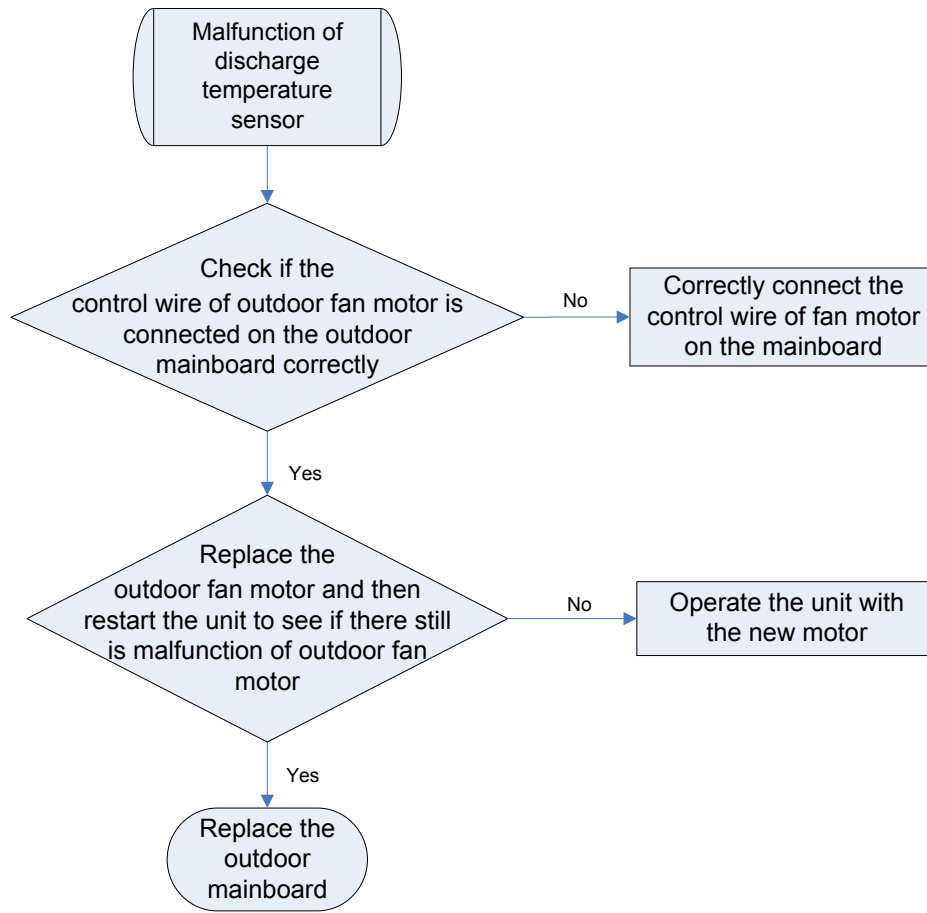 Malfunction of
discharge
temperature
sensor
Check if the
control wire of outdoor fan motor is
connected on the outdoor
mainboard correctly
No
Correctly connect the
control wire of fan motor
on the mainboard
Yes
Replace the
outdoor fan motor and then
restart the unit to see if there still
is malfunction of outdoor fan
motor
No
Operate the unit with
the new motor
Yes
Replace the
outdoor
mainboard